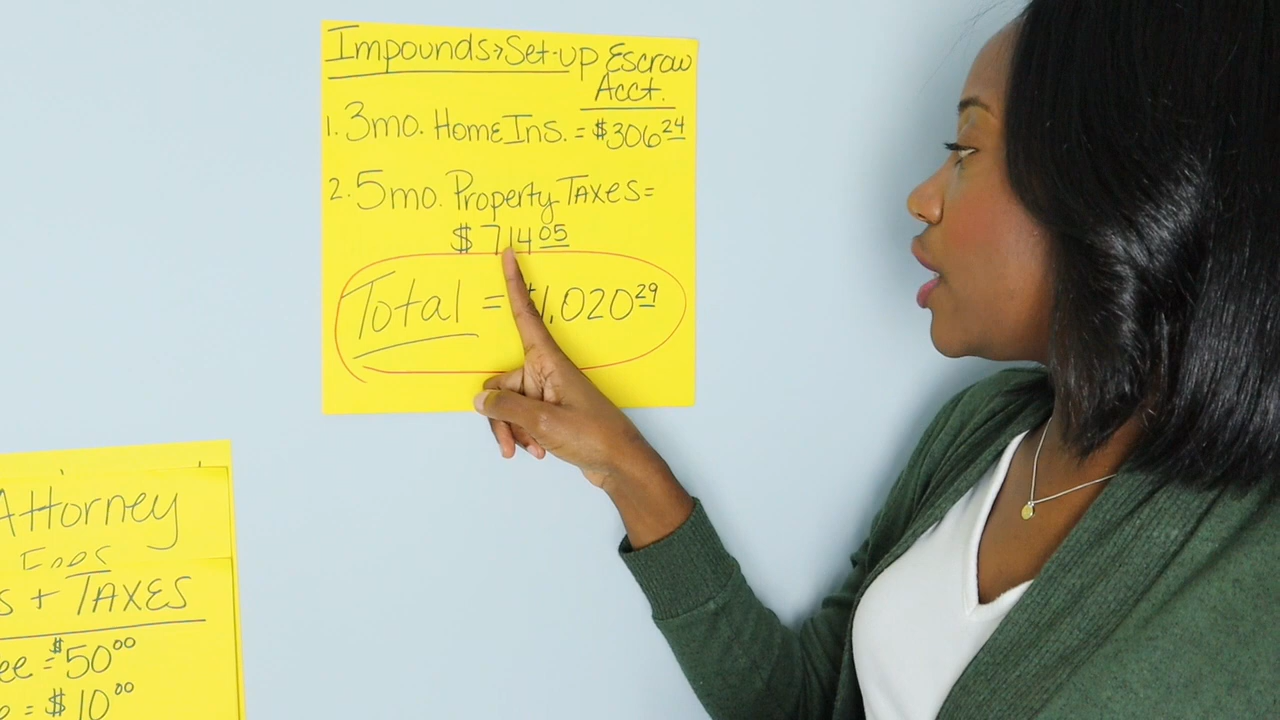 Impounds→Set-up Escrow
Acct.
1. 3mo. Home Ins. = $306.24
2. 5mo. Property Taxes=
$714.05
Total = $1,020.29
Attorney
Fees
s + TAXES
ee = $50.00
= $10.00